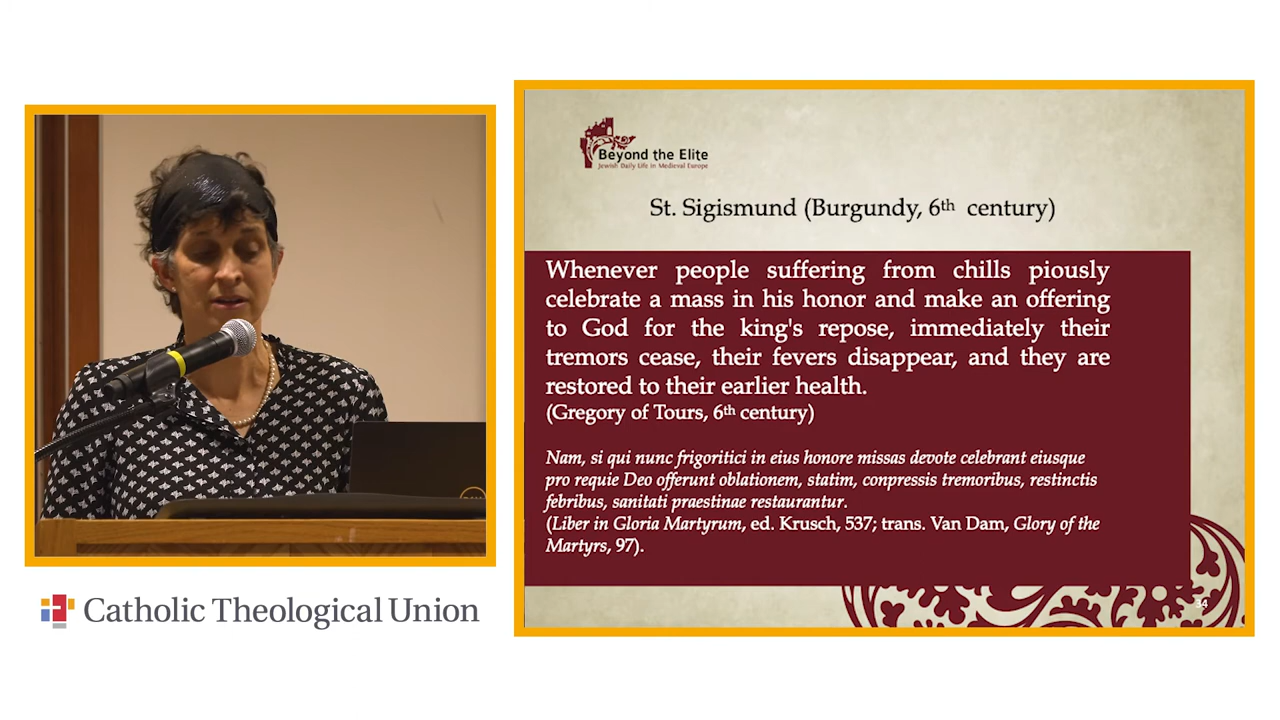 Beyond the Elite
Jewish Daily Life in Medieval Europe
St. Sigismund (Burgundy, 6th century)
Whenever people suffering from chills piously
celebrate a mass in his honor and make an offering
to God for the king's repose, immediately their
tremors cease, their fevers disappear, and they are
restored to their earlier health.
(Gregory of Tours, 6th century)
Nam, si qui nunc frigoritici in eius honore missas devote celebrant eiusque
pro requie Deo offerunt oblationem, statim, conpressis tremoribus, restinctis
febribus, sanitati praestinae restaurantur.
(Liber in Gloria Martyrum, ed. Krusch, 537; trans. Van Dam, Glory of the
Martyrs, 97).
34
Catholic Theological Union